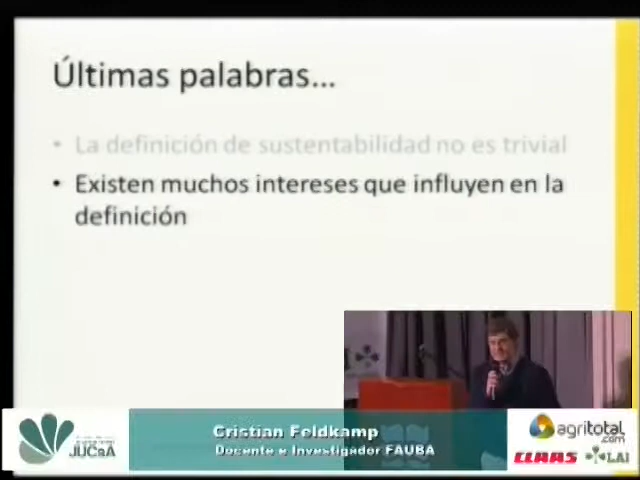 Últimas palabras...
• La definición de sustentabilidad no es trivial
• Existen muchos intereses que influyen en la
definición
Cristian Feldkamp
Docente e Investigador FAUBA
JUCRA
agritotal
.com
CLAAS
LAI